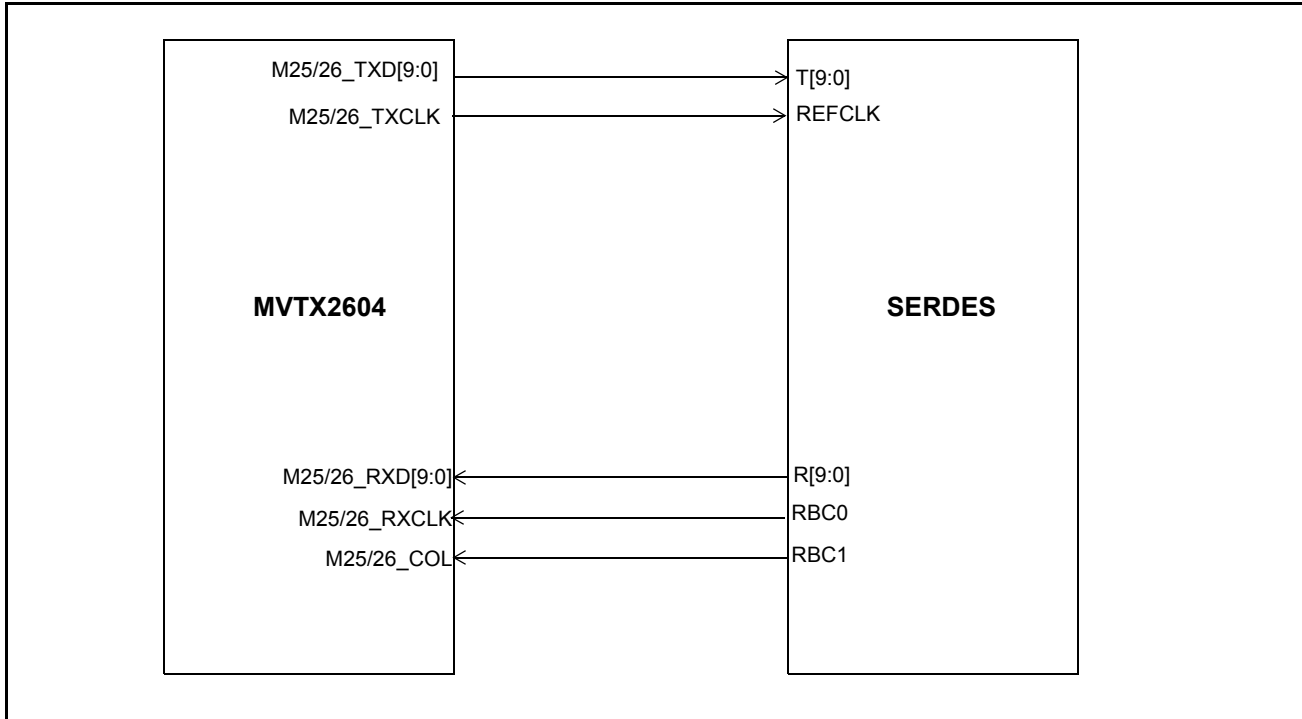 M25/26_TXD[9:0] T[9:0]
M25/26_TXCLK REFCLK
MVTX2604 SERDES
M25/26_RXD[9:0] R[9:0]
M25/26_RXCLK RBC0
M25/26_COL RBC1